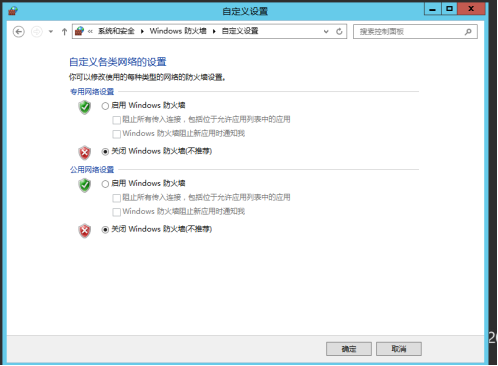 自定义设置
« 系统和安全 ▸ Windows 防火墙 ▸ 自定义设置
搜索控制面板
自定义各类网络的设置
你可以修改使用的每种类型的网络的防火墙设置。
专用网络设置
启用 Windows 防火墙
阻止所有传入连接，包括位于允许应用列表中的应用
Windows 防火墙阻止新应用时通知我
关闭 Windows 防火墙(不推荐)
公用网络设置
启用 Windows 防火墙
阻止所有传入连接，包括位于允许应用列表中的应用
Windows 防火墙阻止新应用时通知我
关闭 Windows 防火墙(不推荐)
确定
取消